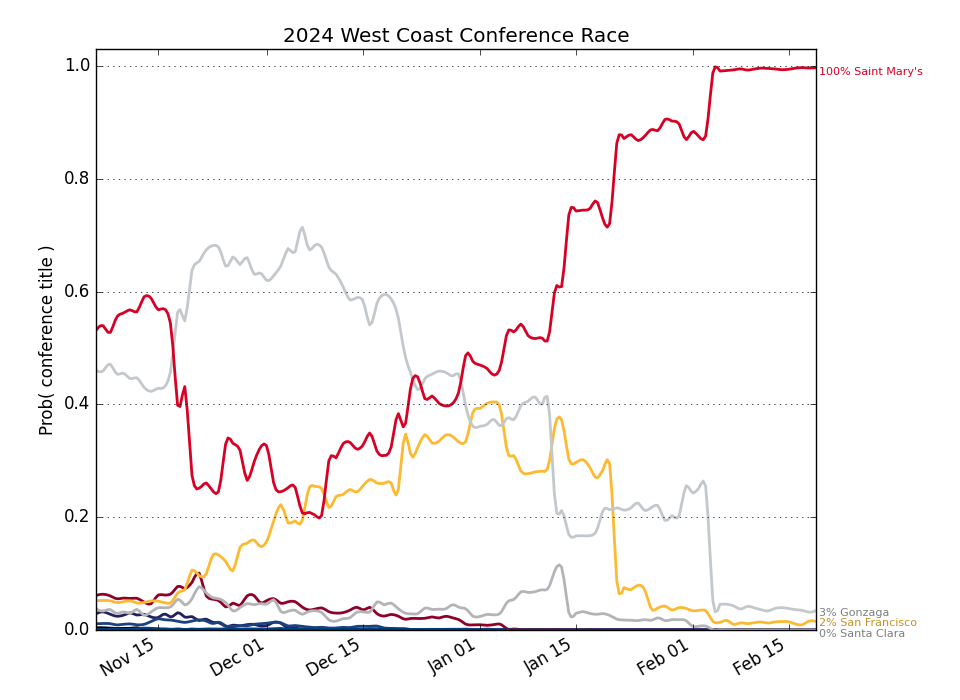 2024 West Coast Conference Race
1.0
100% Saint Mary's
0.8
0.6
Prob( conference title )
0.4
0.2
3% Gonzaga
2% San Francisco
0.0
0% Santa Clara
Nov 15
Dec 01
Dec 15
Jan 01
Jan 15
Feb 01
Feb 15